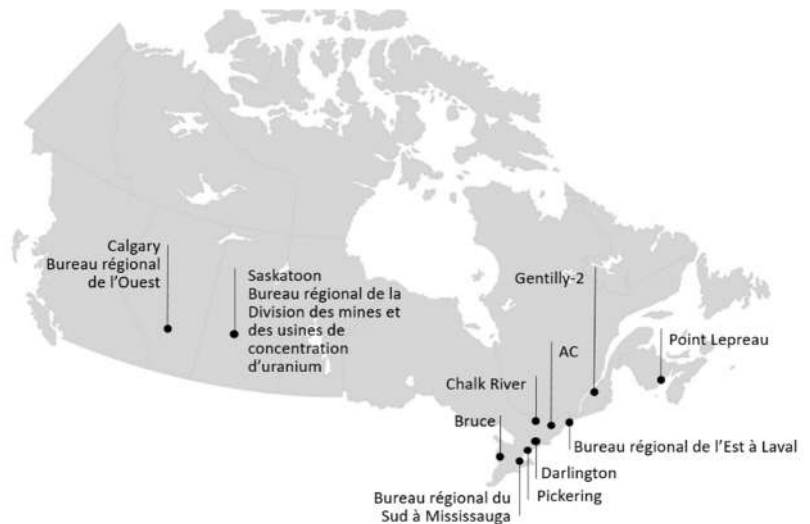 Calgary
Bureau régional
de l'Ouest
Saskatoon
Bureau régional de la
Division des mines et
des usines de
concentration
d'uranium
Gentilly-2
Point Lepreau
AC
Chalk River
Bruce
Bureau régional de l'Est à Laval
Darlington
Pickering
Bureau régional du
Sud à Mississauga